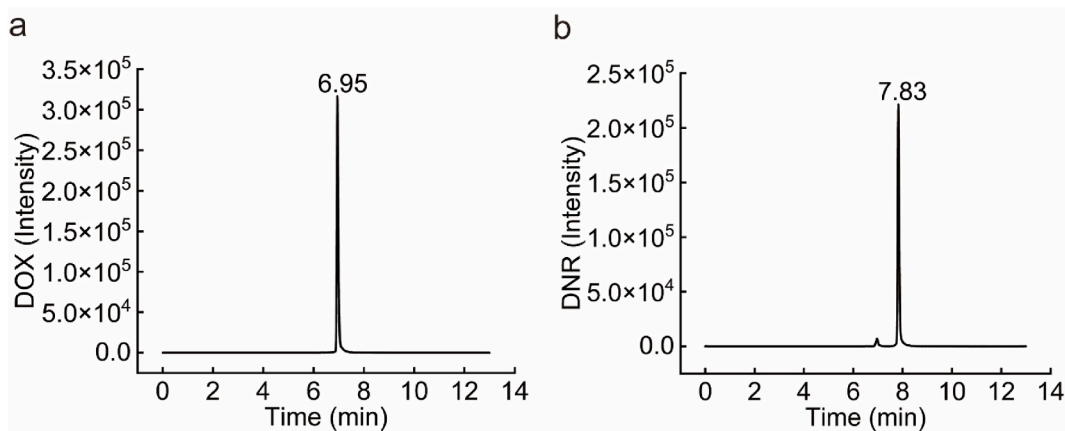 a
6.95
3.5×10⁵
3.0×10⁵
2.5×10⁵
2.0×10⁵
1.5×10⁵
1.0×10⁵
5.0×10⁴
0.0
DOX (Intensity)
0 2 4 6 8 10 12 14
Time (min)
b
7.83
2.5×10⁵
2.0×10⁵
1.5×10⁵
1.0×10⁵
5.0×10⁴
0.0
DNR (Intensity)
0 2 4 6 8 10 12 14
Time (min)